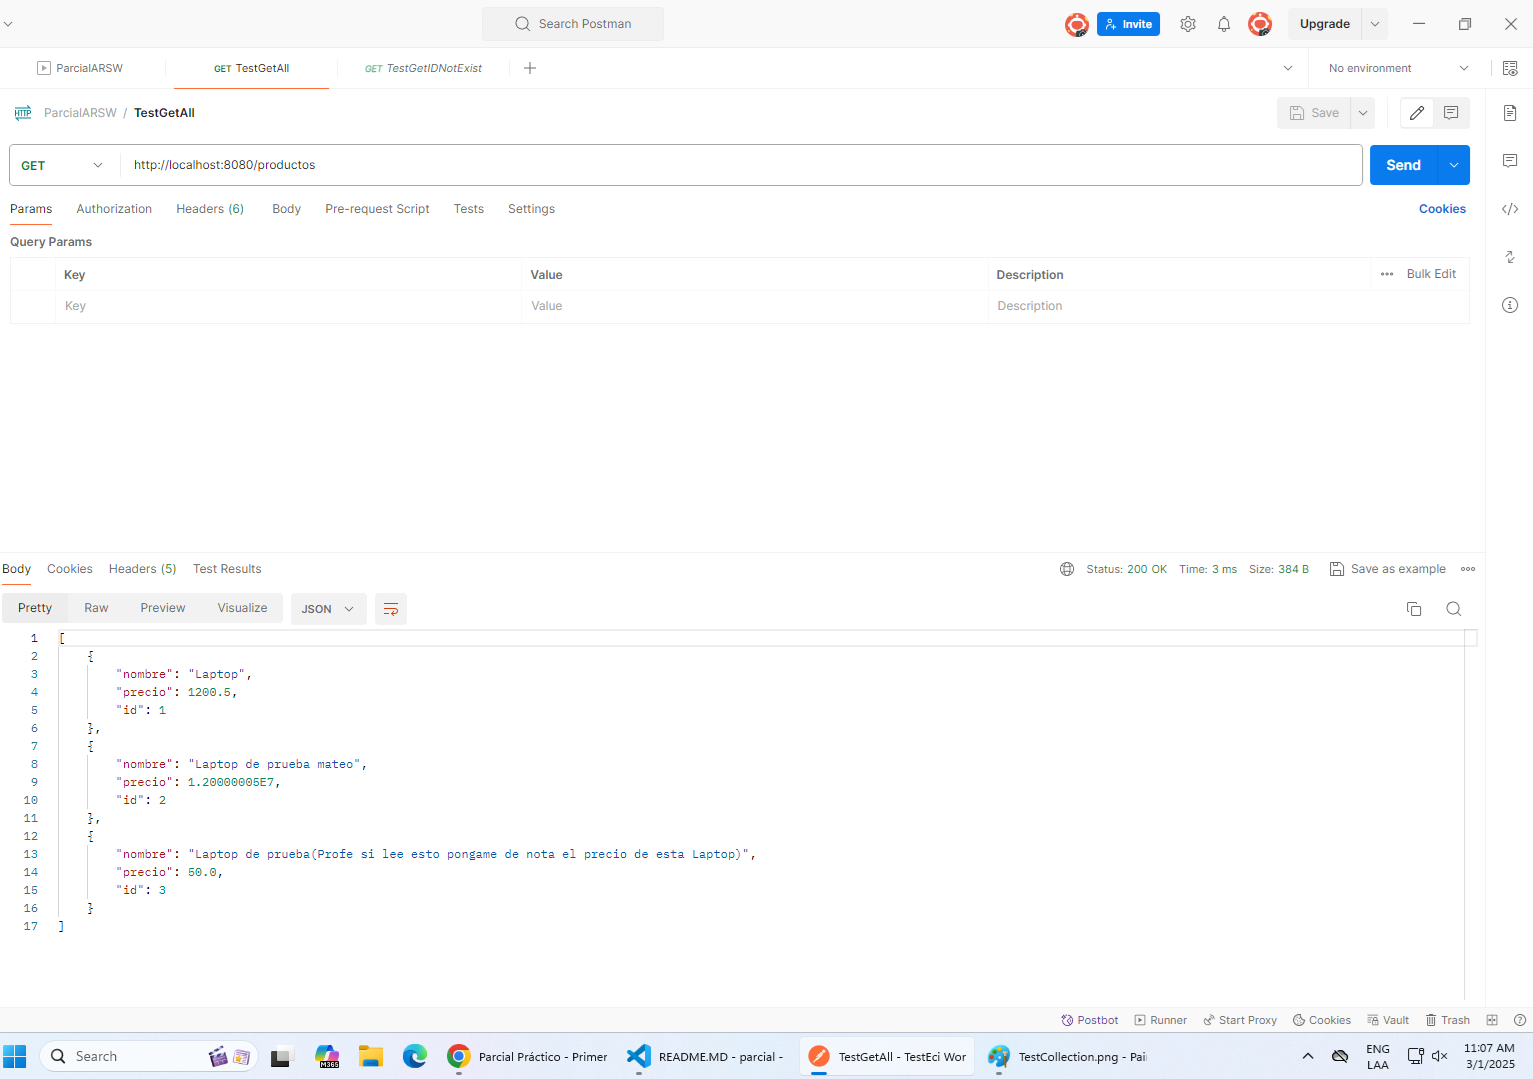 Search Postman
Invite
Upgrade
ParcialARSW
GET TestGetAll
GET TestGetIDNotExist
No environment
HTTP ParcialARSW / TestGetAll
Save
GET http://localhost:8080/productos
Send
Params Authorization Headers (6) Body Pre-request Script Tests Settings Cookies
Query Params
Key Value Description Bulk Edit
Key Value Description
Body Cookies Headers (5) Test Results Status: 200 OK Time: 3 ms Size: 384 B Save as example
Pretty Raw Preview Visualize JSON
1 [
2 {
3 "nombre": "Laptop",
4 "precio": 1200.5,
5 "id": 1
6 },
7 {
8 "nombre": "Laptop de prueba mateo",
9 "precio": 1.20000005E7,
10 "id": 2
11 },
12 {
13 "nombre": "Laptop de prueba(Profe si lee esto pongame de nota el precio de esta Laptop)",
14 "precio": 50.0,
15 "id": 3
16 }
17 ]
Postbot Runner Start Proxy Cookies Vault Trash
Search
M365
Parcial Práctico - Primer
README.MD - parcial -
TestGetAll - TestEci Wor
TestCollection.png - Pai
ENG
LAA
11:07 AM
3/1/2025